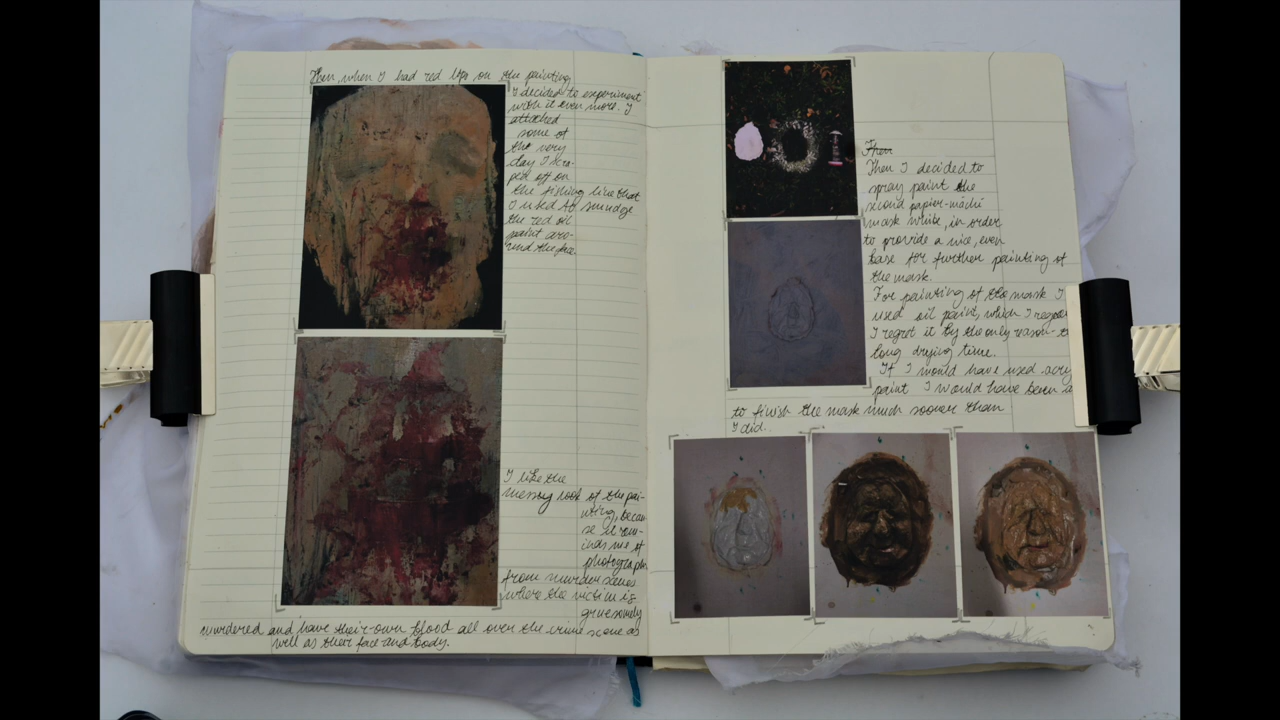 Then, when I had red lips on the painting,
I decided to experiment
with it even more. I
attached
some of
the very
clay I scra-
ped off on
the fishing line that
I used to smudge
the red oil
paint aro-
und the face.
I like the
messy look of the pai-
nting, becau-
se it rem-
inds me of
photographs
from murder scenes
where the victim is
gruesomely
murdered and have their own blood all over the crime scene as
well as their face and body.
Then
Then I decided to
spray paint the
second papier-mâché
mask white, in order
to provide a nice, even
base for further painting of
the mask.
For painting of the mask I
used oil paint, which I
I regret it by the only reason-
long drying time.
If I would have used
paint I would have been
to finish the mask much sooner than
I did.